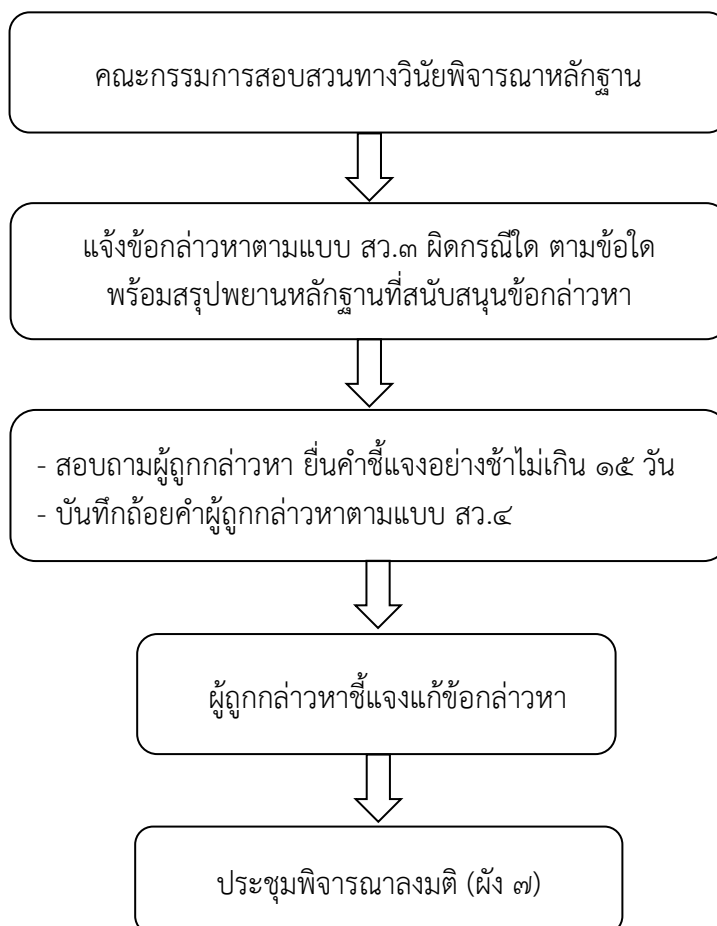 คณะกรรมการสอบสวนทางวินัยพิจารณาหลักฐาน
แจ้งข้อกล่าวหาตามแบบ สว.๓ ผิดกรณีใด ตามข้อใด
พร้อมสรุปพยานหลักฐานที่สนับสนุนข้อกล่าวหา
- สอบถามผู้ถูกกล่าวหา ยื่นคำชี้แจงอย่างช้าไม่เกิน ๑๕ วัน
- บันทึกถ้อยคำผู้ถูกกล่าวหาตามแบบ สว.๔
ผู้ถูกกล่าวหาชี้แจงแก้ข้อกล่าวหา
ประชุมพิจารณาลงมติ (ผัง ๗)